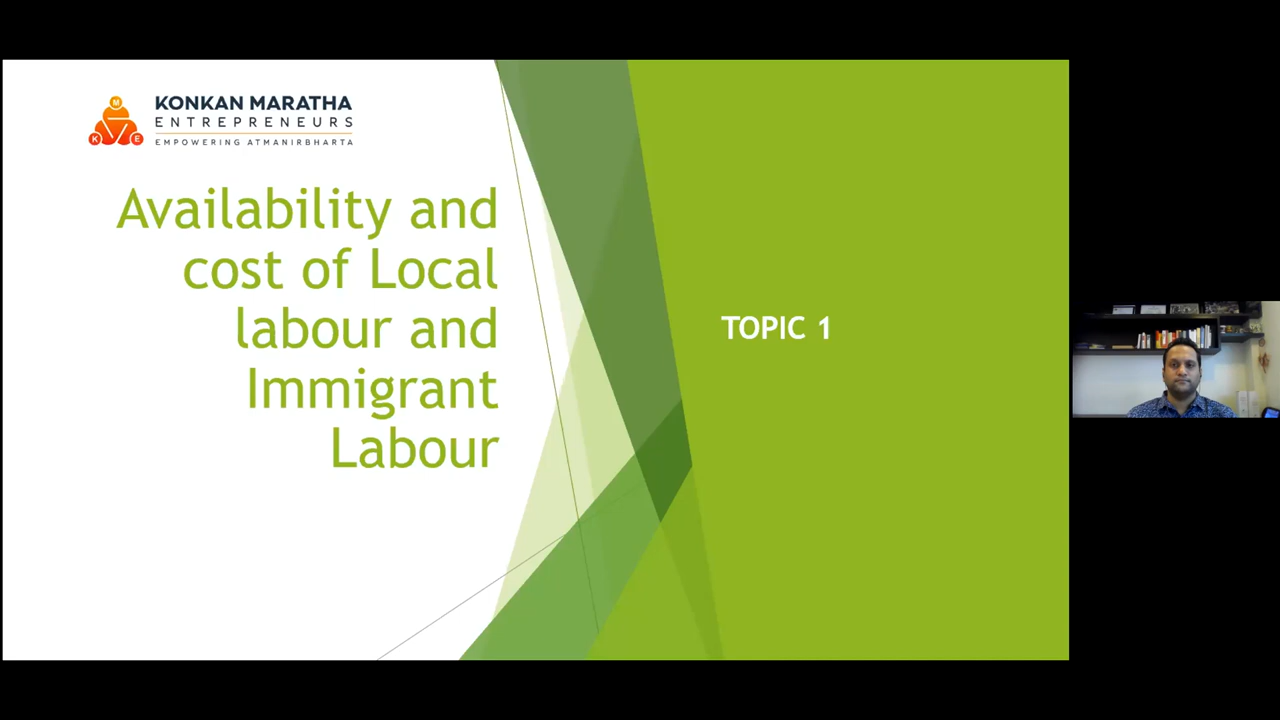 M
K E
KONKAN MARATHA
ENTREPRENEURS
EMPOWERING ATMANIRBHARTA
Availability and
cost of Local
labour and
Immigrant
Labour
TOPIC 1